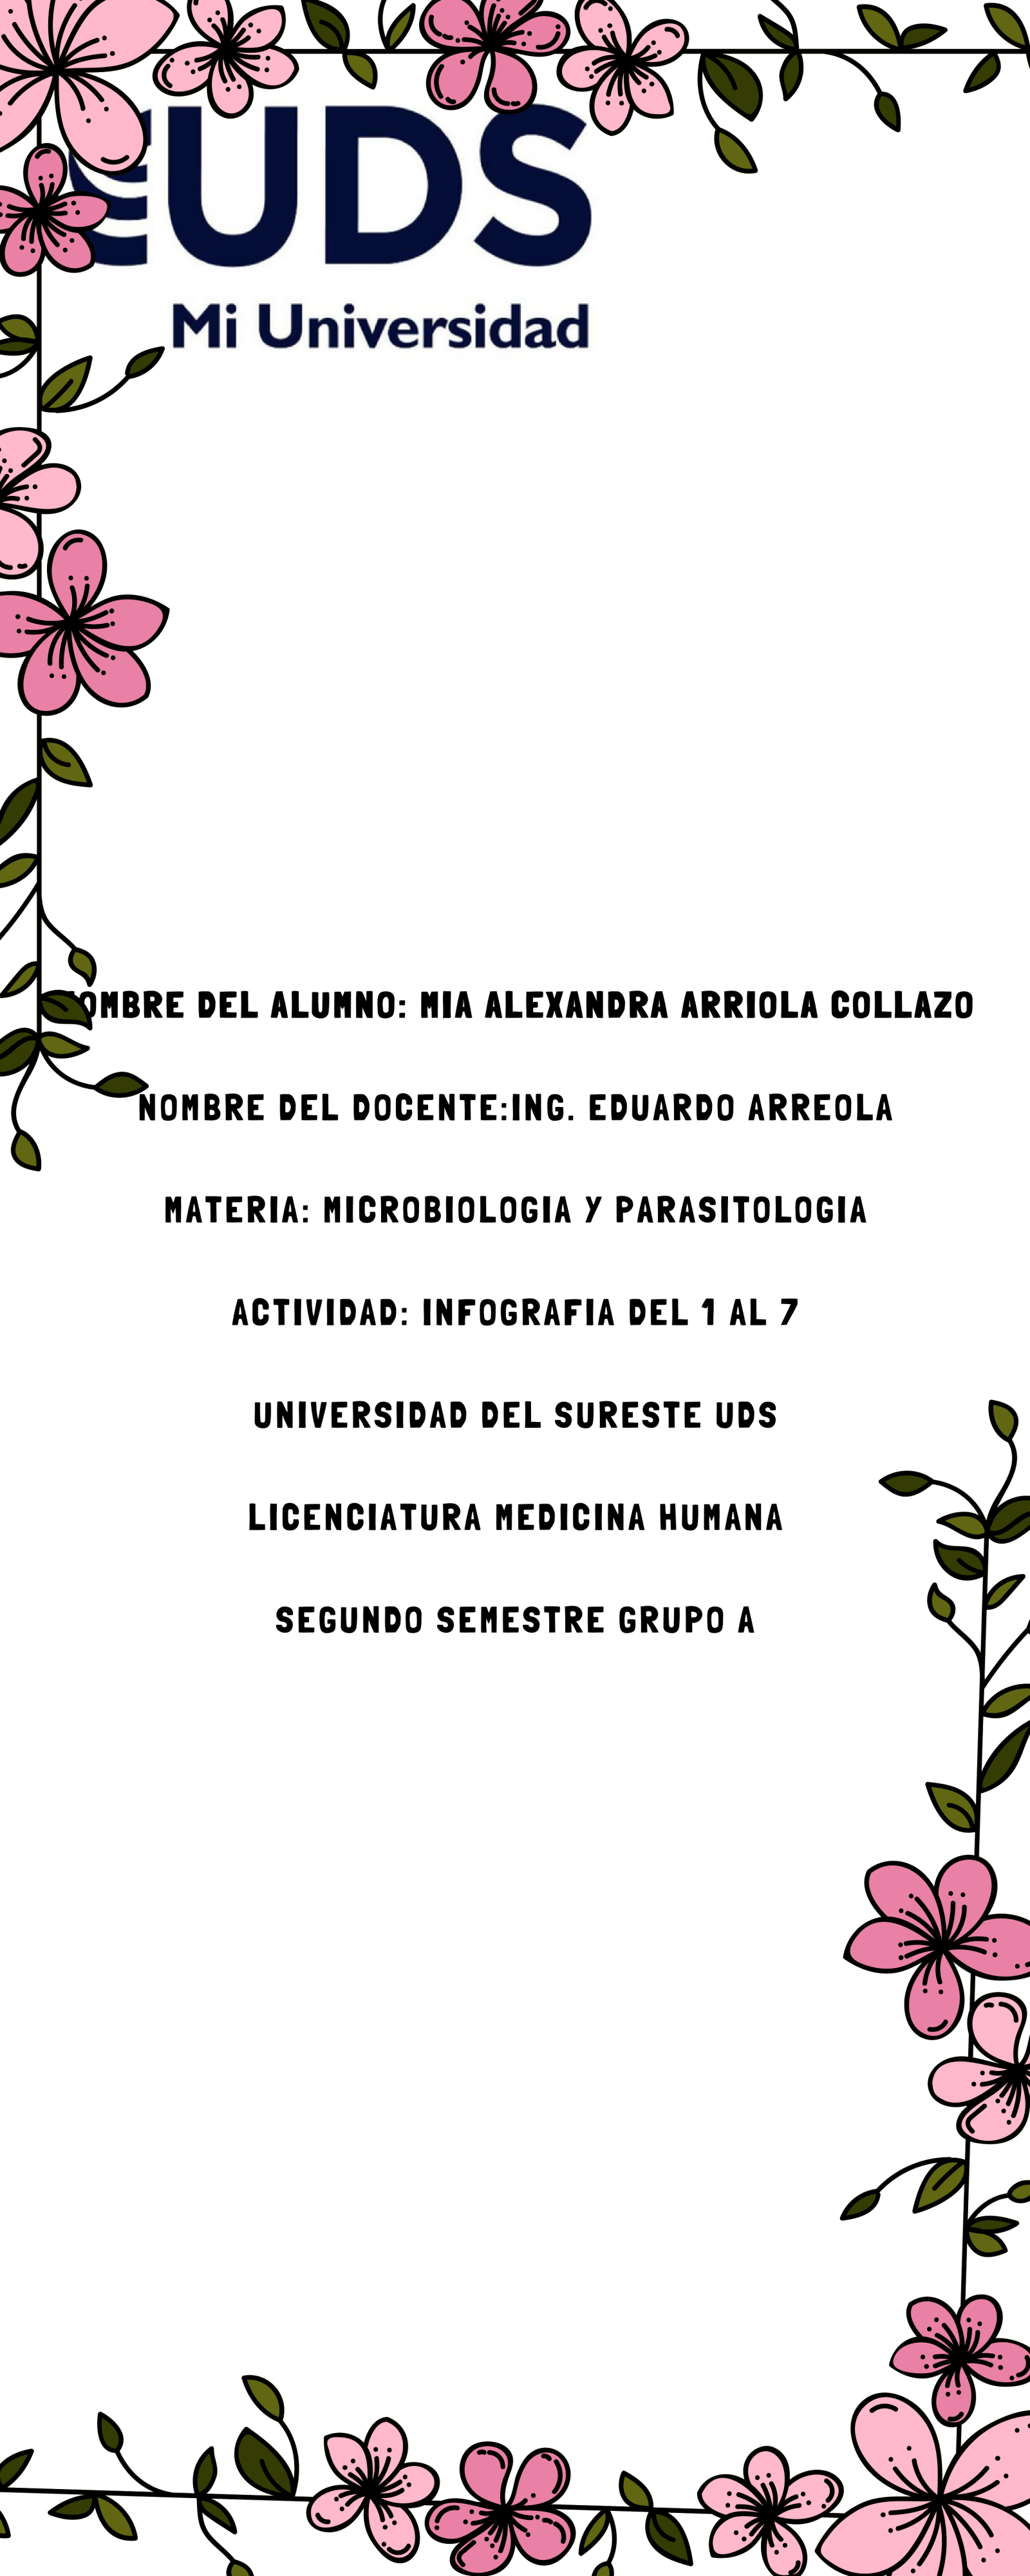 UDS
Mi Universidad
NOMBRE DEL ALUMNO: MIA ALEXANDRA ARRIOLA COLLAZO
NOMBRE DEL DOCENTE:ING. EDUARDO ARREOLA
MATERIA: MICROBIOLOGIA Y PARASITOLOGIA
ACTIVIDAD: INFOGRAFIA DEL 1 AL 7
UNIVERSIDAD DEL SURESTE UDS
LICENCIATURA MEDICINA HUMANA
SEGUNDO SEMESTRE GRUPO A